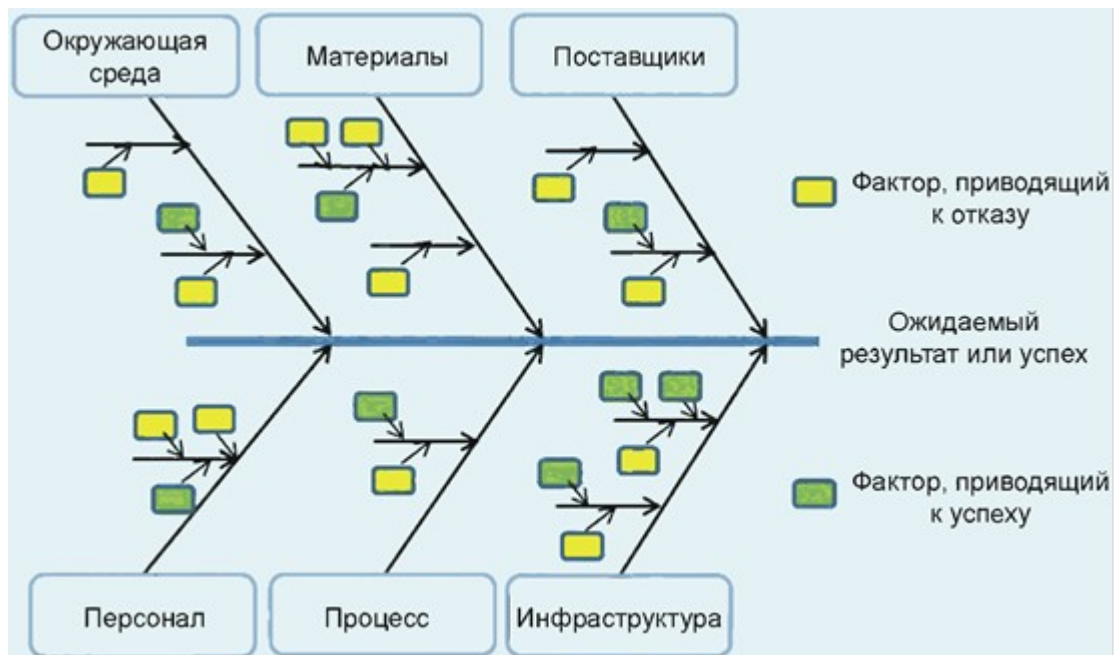 Окружающая
среда
Материалы
Поставщики
Фактор, приводящий
к отказу
Ожидаемый
результат или успех
Фактор, приводящий
к успеху
Персонал
Процесс
Инфраструктура